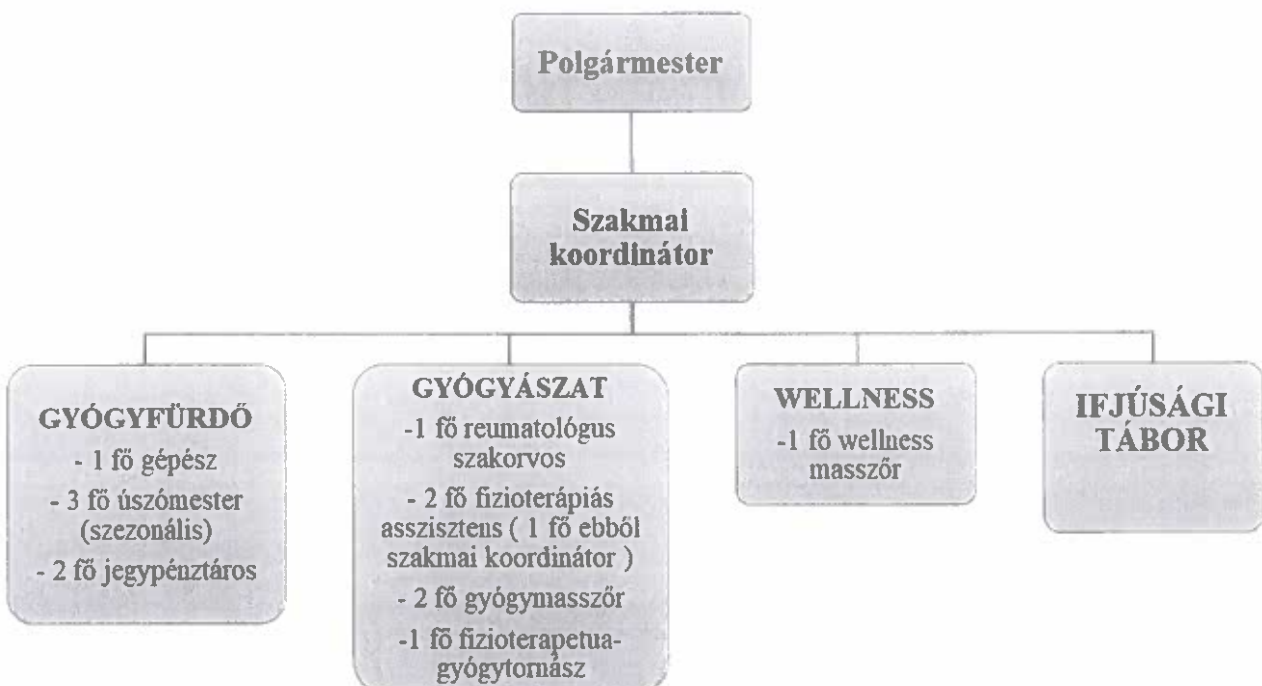 Polgármester
Szakmai
koordinátor
GYÓGYFÜRDŐ
- 1 fő gépész
- 3 fő úszómester
(szezonális)
- 2 fő jegypénztáros
GYÓGYÁSZAT
-1 fő reumatológus
szakorvos
- 2 fő fizioterápiás
asszisztens ( 1 fő ebből
szakmai koordinátor )
- 2 fő gyógymasszőr
-1 fő fizioterapetua-
gyógytornász
WELLNESS
-1 fő wellness
masszőr
IFJÚSÁGI
TÁBOR